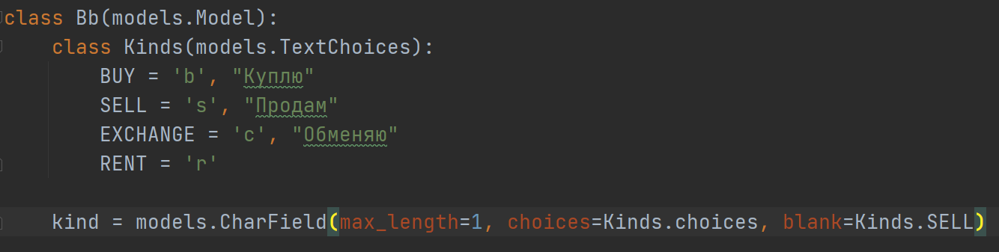 class Bb(models.Model):
    class Kinds(models.TextChoices):
        BUY = 'b', "Куплю"
        SELL = 's', "Продам"
        EXCHANGE = 'c', "Обменяю"
        RENT = 'r'
    kind = models.CharField(max_length=1, choices=Kinds.choices, blank=Kinds.SELL)